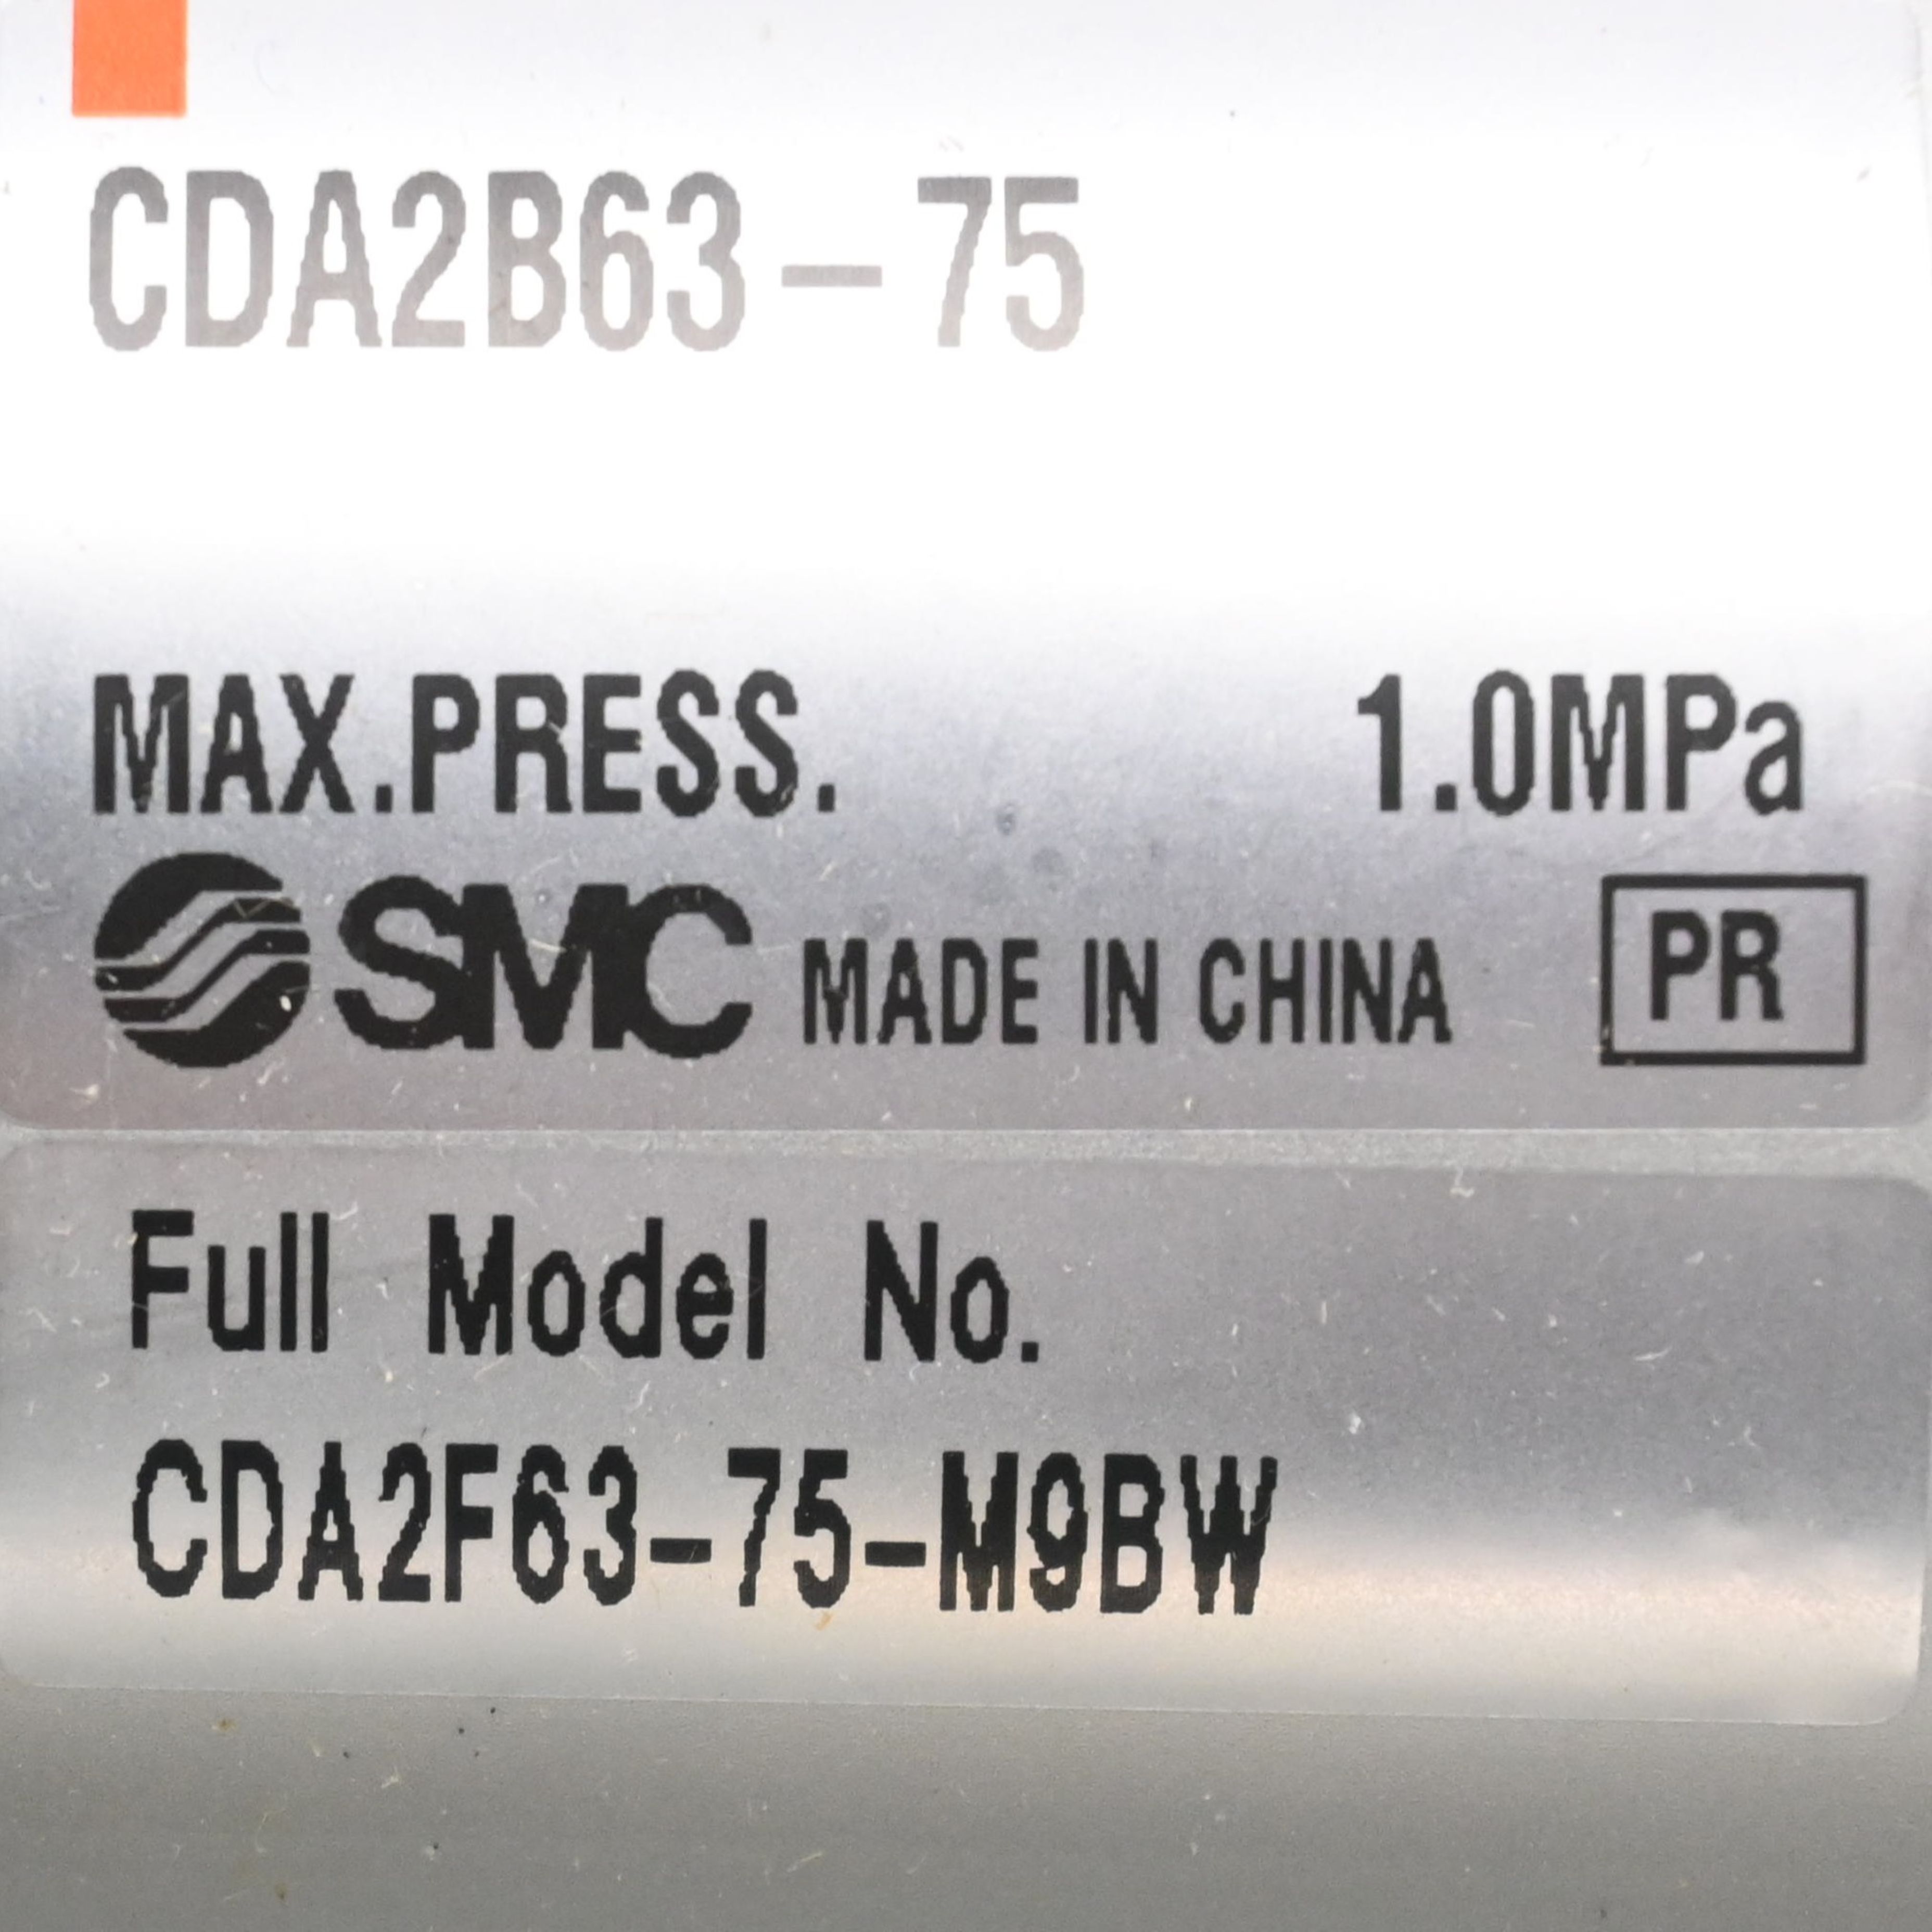 CDA2B63-75
MAX.PRESS. 1.0MPa
SMC MADE IN CHINA PR
Full Model No.
CDA2F63-75-M9BW